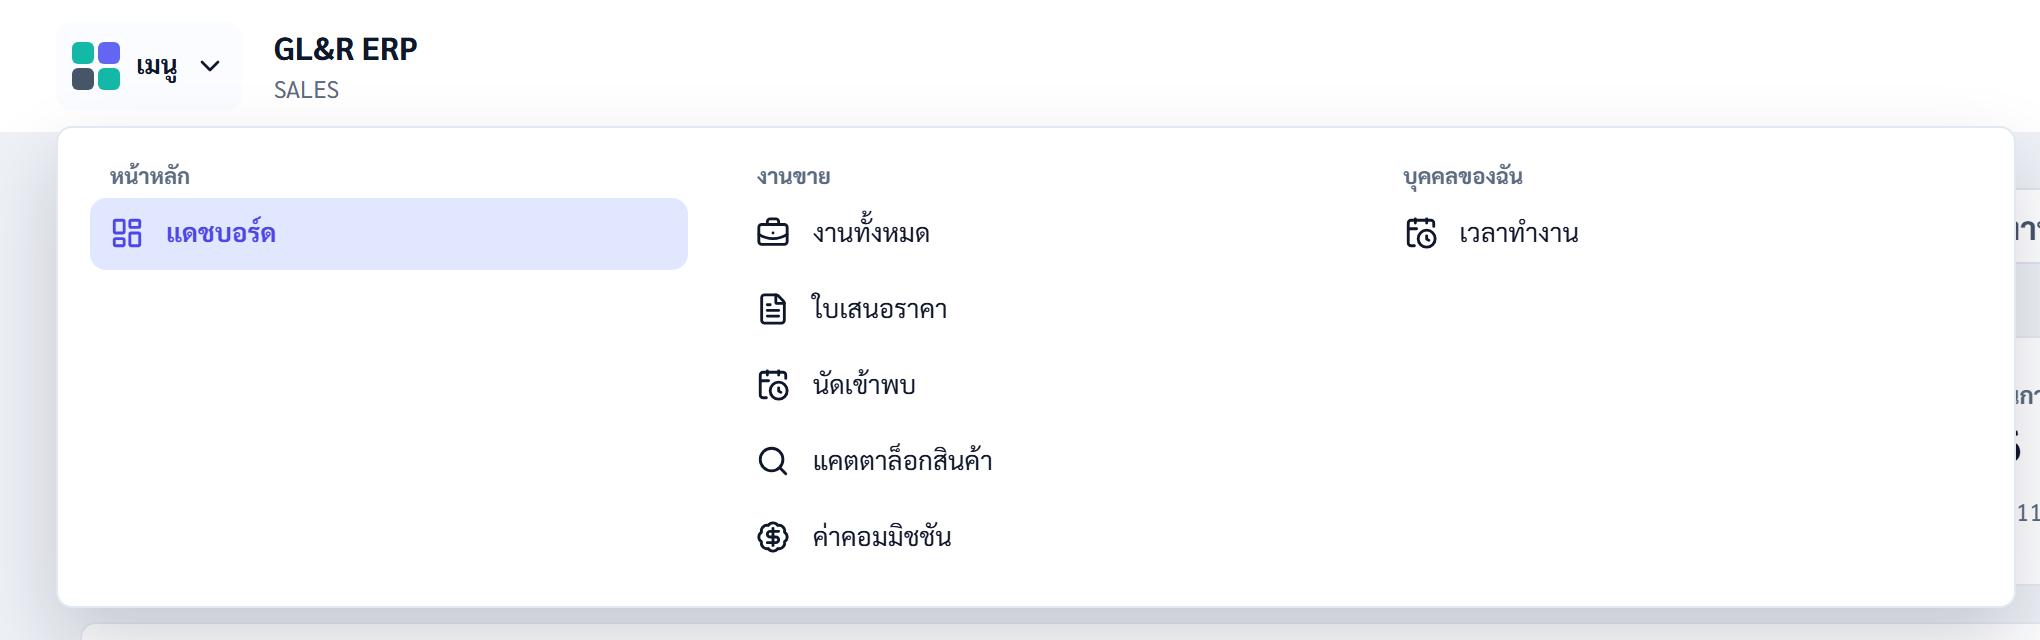 เมนู
GL&R ERP
SALES
หน้าหลัก
แดชบอร์ด
งานขาย
งานทั้งหมด
ใบเสนอราคา
นัดเข้าพบ
แคตตาล็อกสินค้า
ค่าคอมมิชชัน
บุคคลของฉัน
เวลาทำงาน
11